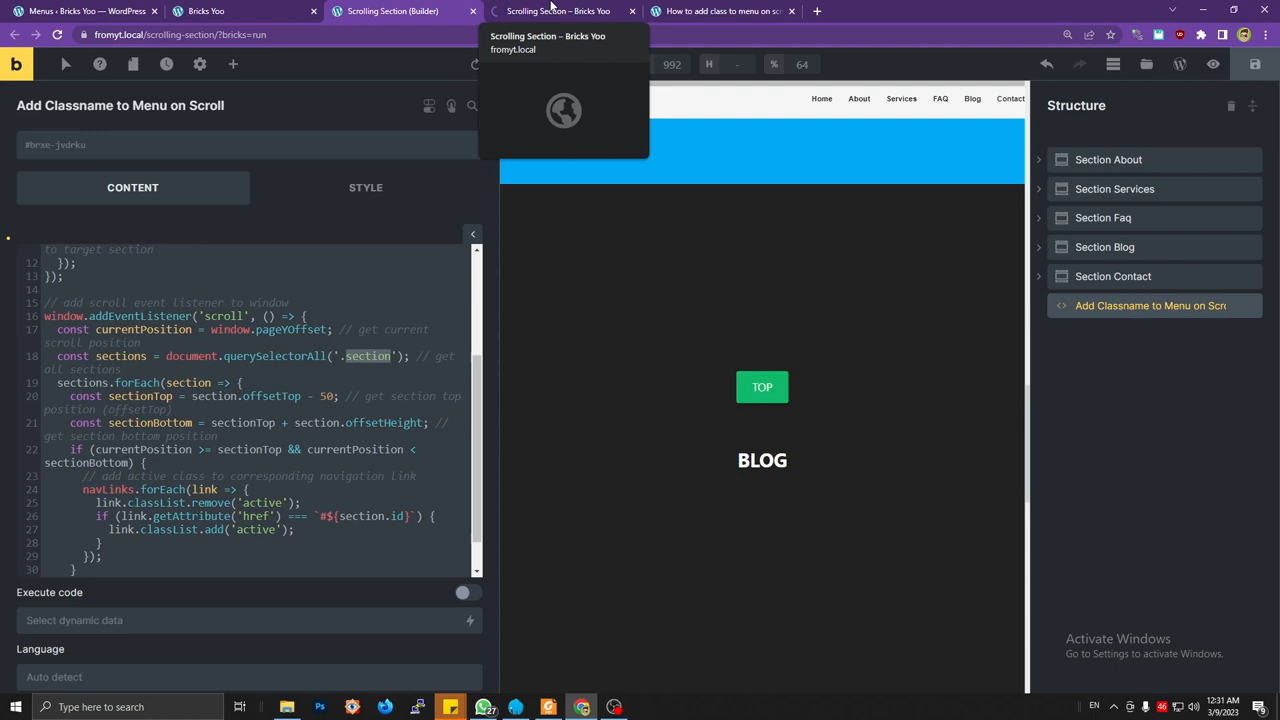 Menus ‹ Bricks Yoo — WordPress
Bricks Yoo
Scrolling Section (Builder)
Scrolling Section – Bricks Yoo
How to add class to menu on scr
fromyt.local/scrolling-section/?bricks=run
Scrolling Section – Bricks Yoo
fromyt.local
b
992
H
-
%
64
Add Classname to Menu on Scroll
#brxe-jvdrku
CONTENT
STYLE
to target section
12 });
13 });
14
15 // add scroll event listener to window
16 window.addEventListener('scroll', () => {
17 const currentPosition = window.pageYOffset; // get current
scroll position
18 const sections = document.querySelectorAll('.section'); // get
all sections
19 sections.forEach(section => {
20 const sectionTop = section.offsetTop - 50; // get section top
position (offsetTop)
21 const sectionBottom = sectionTop + section.offsetHeight; //
get section bottom position
22 if (currentPosition >= sectionTop && currentPosition <
sectionBottom) {
23 // add active class to corresponding navigation link
24 navLinks.forEach(link => {
25 link.classList.remove('active');
26 if (link.getAttribute('href') === `#${section.id}`) {
27 link.classList.add('active');
28 }
29 });
30 }
Execute code
Select dynamic data
Language
Auto detect
Home
About
Services
FAQ
Blog
Contact
TOP
BLOG
Structure
Section About
Section Services
Section Faq
Section Blog
Section Contact
Add Classname to Menu on Scro
Activate Windows
Go to Settings to activate Windows.
Type here to search
27
EN
46
12:31 AM
3/9/2023